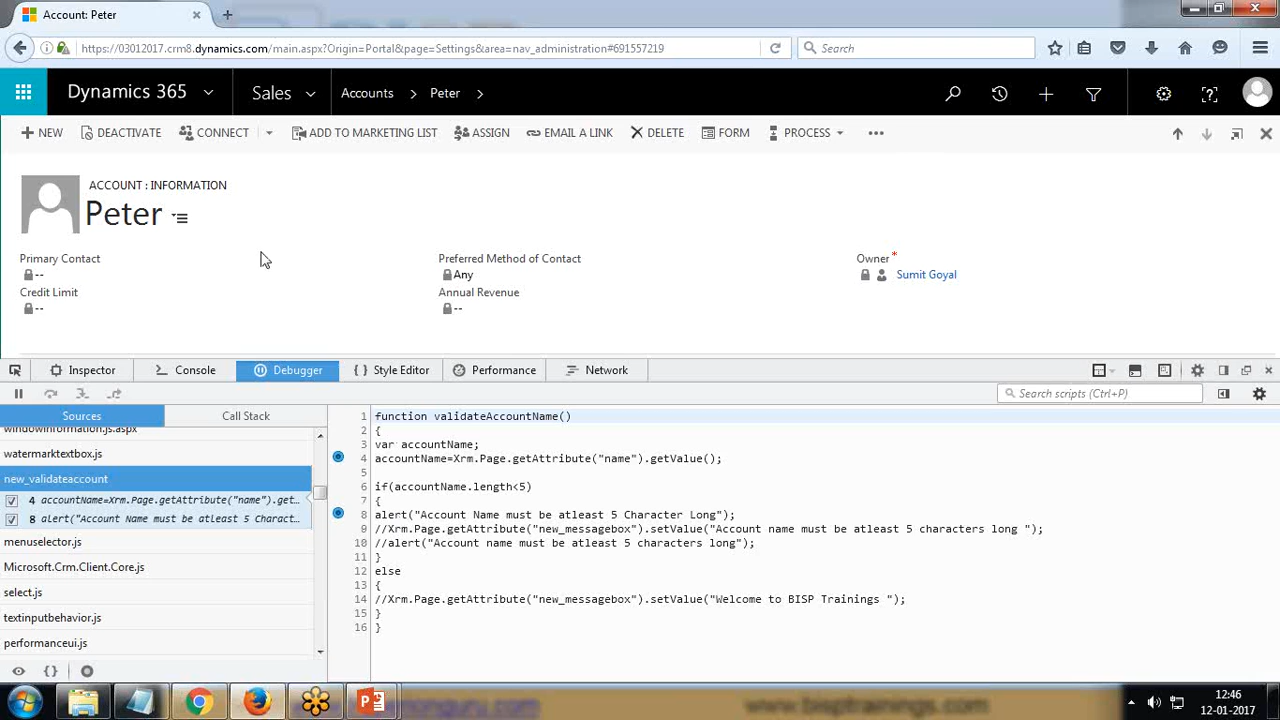 Account: Peter
https://03012017.crm8.dynamics.com/main.aspx?Origin=Portal&page=Settings&area=nav_administration#691557219
Search
Dynamics 365
Sales
Accounts
Peter
NEW
DEACTIVATE
CONNECT
ADD TO MARKETING LIST
ASSIGN
EMAIL A LINK
DELETE
FORM
PROCESS
ACCOUNT : INFORMATION
Peter
Primary Contact
--
Preferred Method of Contact
Any
Owner *
Sumit Goyal
Credit Limit
--
Annual Revenue
--
Inspector
Console
Debugger
Style Editor
Performance
Network
Search scripts (Ctrl+P)
Sources
Call Stack
windowinformation.js.aspx
watermarktextbox.js
new_validateaccount
4 accountName=Xrm.Page.getAttribute("name").get...
8 alert("Account Name must be atleast 5 Charact...
menuselector.js
Microsoft.Crm.Client.Core.js
select.js
textinputbehavior.js
performanceui.js
1 function validateAccountName()
2 {
3 var accountName;
4 accountName=Xrm.Page.getAttribute("name").getValue();
5
6 if(accountName.length<5)
7 {
8 alert("Account Name must be atleast 5 Character Long");
9 //Xrm.Page.getAttribute("new_messagebox").setValue("Account name must be atleast 5 characters long ");
10 //alert("Account name must be atleast 5 characters long");
11 }
12 else
13 {
14 //Xrm.Page.getAttribute("new_messagebox").setValue("Welcome to BISP Trainings ");
15 }
16 }
www.bisptrainings.com
12:46
12-01-2017